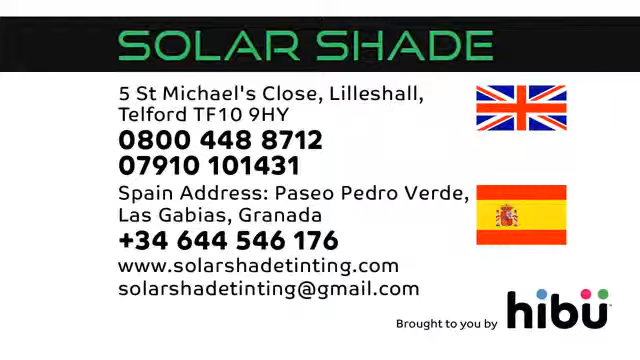 SOLAR SHADE
5 St Michael's Close, Lilleshall,
Telford TF10 9HY
0800 448 8712
07910 101431
Spain Address: Paseo Pedro Verde,
Las Gabias, Granada
+34 644 546 176
www.solarshadetinting.com
solarshadetinting@gmail.com
Brought to you by hibü